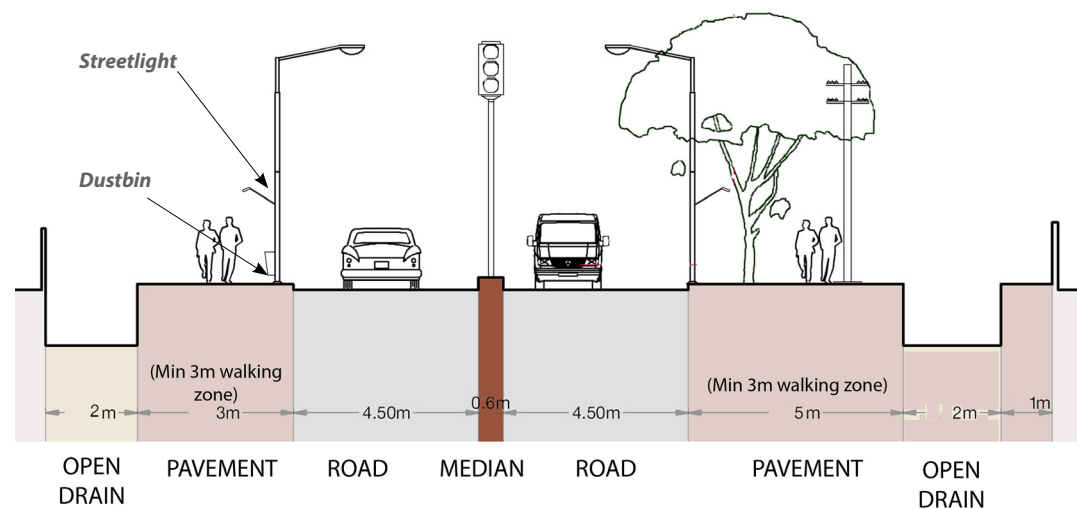 Streetlight
Dustbin
(Min 3m walking
zone)
(Min 3m walking zone)
2m
3m
4.50m
0.6m
4.50m
5m
2m
1m
OPEN
DRAIN
PAVEMENT
ROAD
MEDIAN
ROAD
PAVEMENT
OPEN
DRAIN